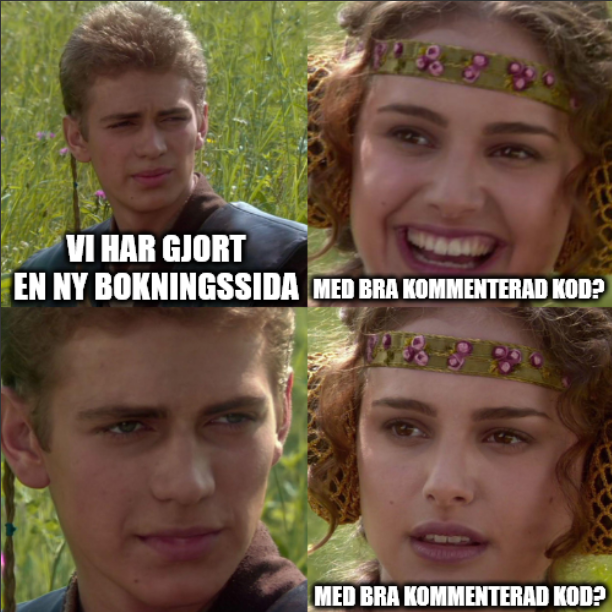 VI HAR GJORT
EN NY BOKNINGSSIDA
MED BRA KOMMENTERAD KOD?
MED BRA KOMMENTERAD KOD?